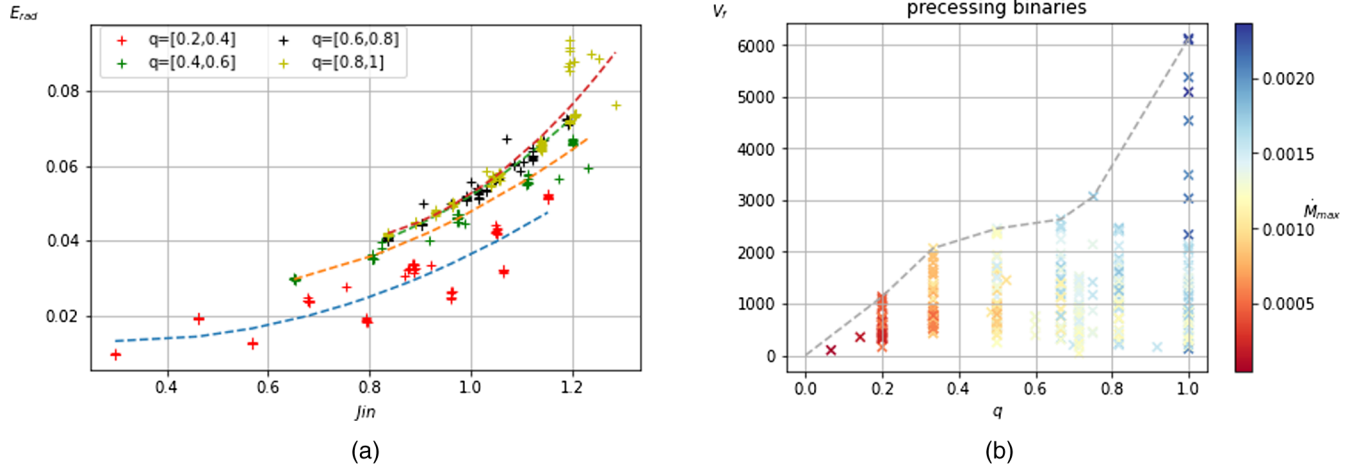 E_rad
q=[0.2,0.4]
q=[0.4,0.6]
q=[0.6,0.8]
q=[0.8,1]
0.08
0.06
0.04
0.02
0.4
0.6
0.8
1.0
1.2
Jin
(a)
precessing binaries
V_f
6000
5000
4000
3000
2000
1000
0
0.0
0.2
0.4
0.6
0.8
1.0
q
(b)
0.0020
0.0015
0.0010
0.0005
Ṁ_max